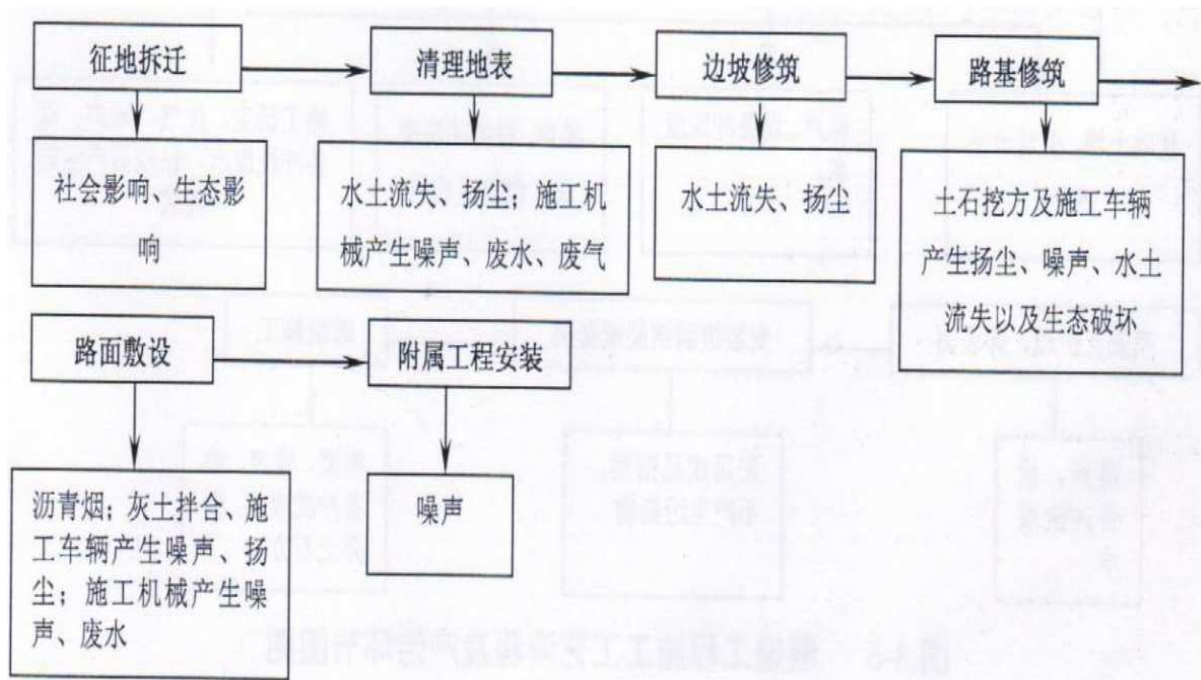 征地拆迁
清理地表
边坡修筑
路基修筑
社会影响、生态影
响
水土流失、扬尘；施工机
械产生噪声、废水、废气
水土流失、扬尘
土石挖方及施工车辆
产生扬尘、噪声、水土
流失以及生态破坏
路面敷设
附属工程安装
沥青烟；灰土拌合、施
工车辆产生噪声、扬
尘；施工机械产生噪
声、废水
噪声